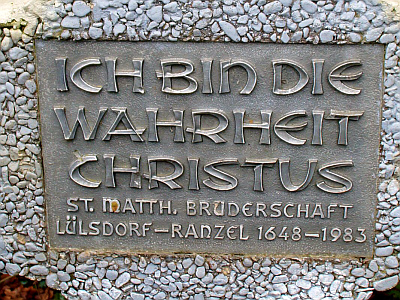 ICH BIN DIE
WAHRHEIT
CHRISTUS
ST. MATTH. BRUDERSCHAFT
LÜLSDORF-RANZEL 1648-1983